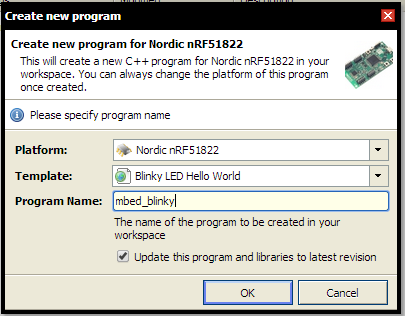 Create new program
Create new program for Nordic nRF51822
This will create a new C++ program for Nordic nRF51822 in your
workspace. You can always change the platform of this program
once created.
Please specify program name
Platform:
Nordic nRF51822
Template:
Blinky LED Hello World
Program Name:
mbed_blinky
The name of the program to be created in your
workspace
Update this program and libraries to latest revision
OK
Cancel